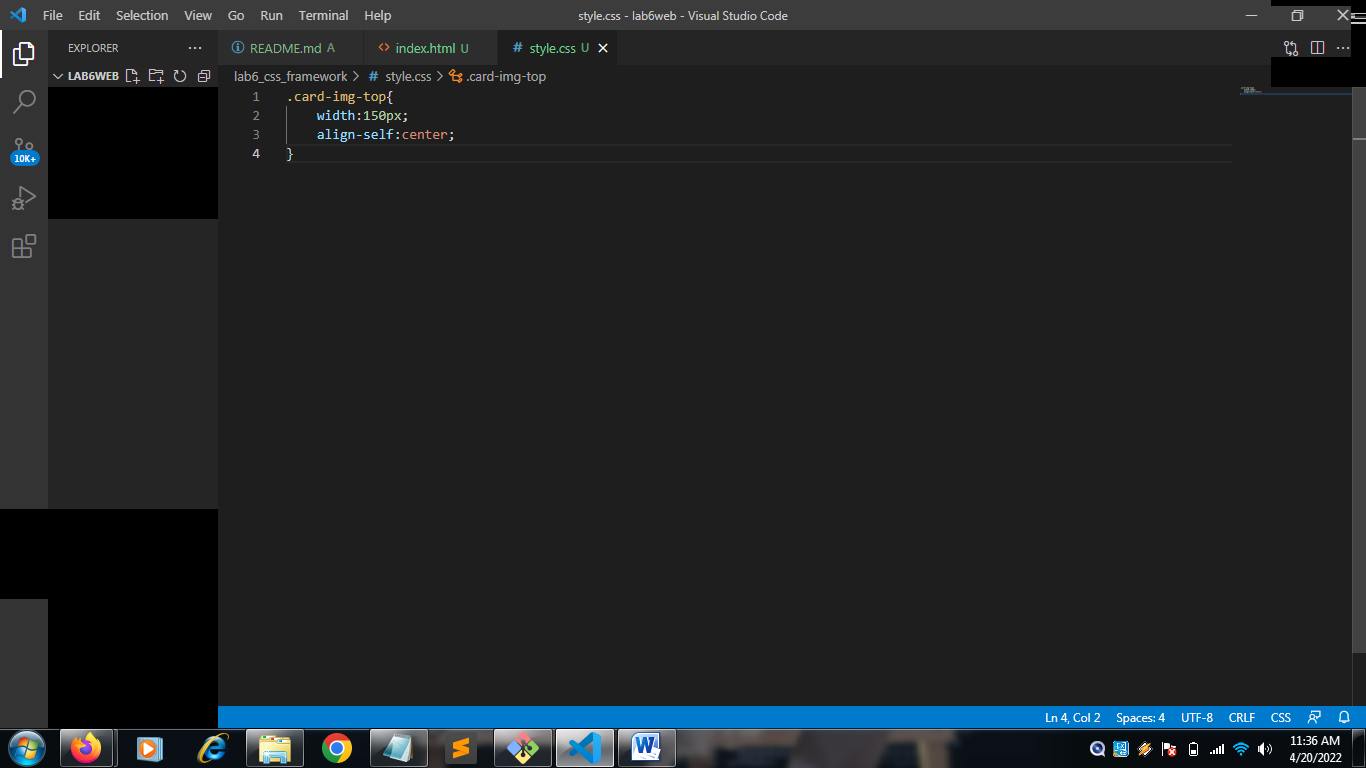 File Edit Selection View Go Run Terminal Help
style.css - lab6web - Visual Studio Code
EXPLORER
README.md A
index.html U
# style.css U
LAB6WEB
lab6_css_framework > # style.css > .card-img-top
1 .card-img-top{
2 width:150px;
3 align-self:center;
4 }
10K+
Ln 4, Col 2 Spaces: 4 UTF-8 CRLF CSS
11:36 AM
4/20/2022